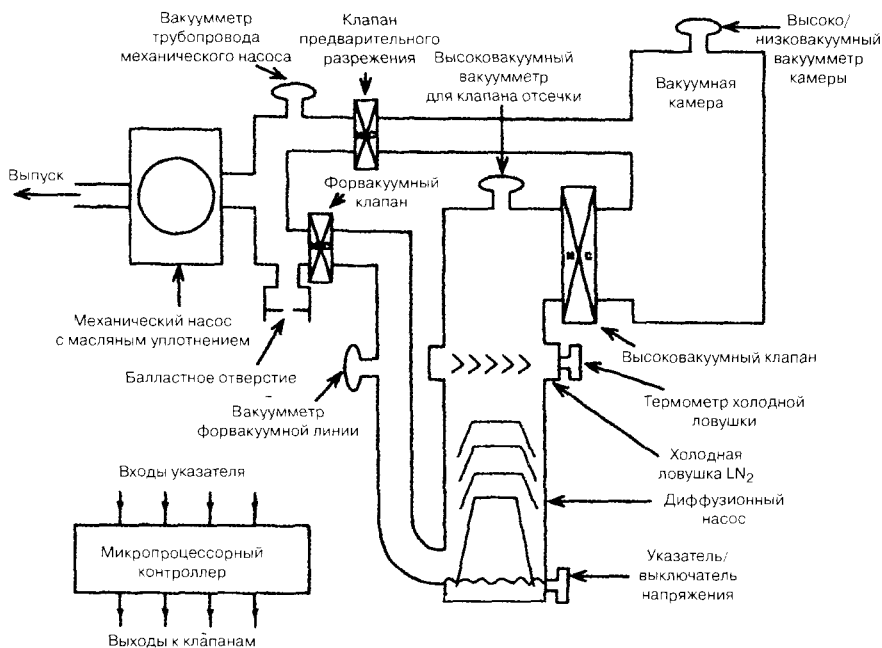 Вакуумметр
трубопровода
механического насоса
Клапан
предварительного
разрежения
Высоковакуумный
вакуумметр
для клапана отсечки
Высоко/
низковакуумный
вакуумметр
камеры
Вакуумная
камера
Выпуск
Форвакуумный
клапан
Механический насос
с масляным уплотнением
Балластное отверстие
Вакуумметр
форвакуумной линии
Высоковакуумный клапан
Термометр холодной
ловушки
Холодная
ловушка LN₂
Диффузионный
насос
Указатель/
выключатель
напряжения
Входы указателя
Микропроцессорный
контроллер
Выходы к клапанам